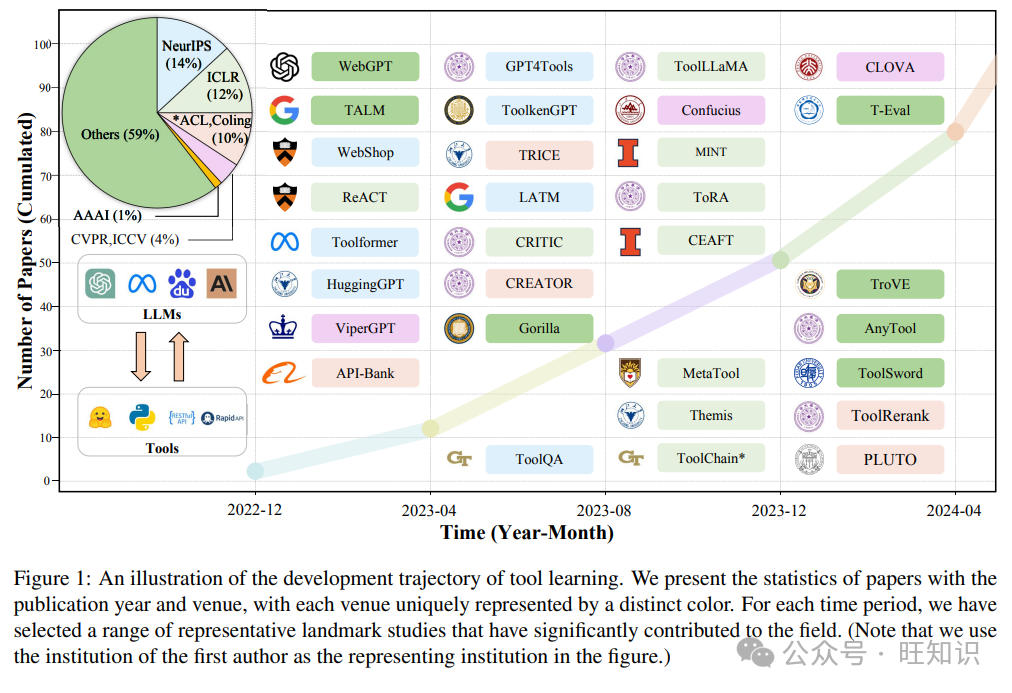 Number of Papers (Cumulated)
100
90
80
70
60
50
40
30
20
10
0
NeurIPS
(14%)
ICLR
(12%)
*ACL,Coling
(10%)
Others (59%)
AAAI (1%)
CVPR,ICCV (4%)
du
LLMs
RESTful
API
RapidAPI
Tools
WebGPT
TALM
WebShop
ReACT
Toolformer
HuggingGPT
ViperGPT
API-Bank
GPT4Tools
ToolkenGPT
TRICE
LATM
CRITIC
CREATOR
Gorilla
GT
ToolQA
ToolLLaMA
Confucius
MINT
ToRA
CEAFT
MetaTool
Themis
GT
ToolChain*
CLOVA
T-Eval
TroVE
AnyTool
ToolSword
ToolRerank
PLUTO
2022-12
2023-04
2023-08
2023-12
2024-04
Time (Year-Month)
Figure 1: An illustration of the development trajectory of tool learning. We present the statistics of papers with the
publication year and venue, with each venue uniquely represented by a distinct color. For each time period, we have
selected a range of representative landmark studies that have significantly contributed to the field. (Note that we use
the institution of the first author as the representing institution in the figure.)
公众号 · 旺知识